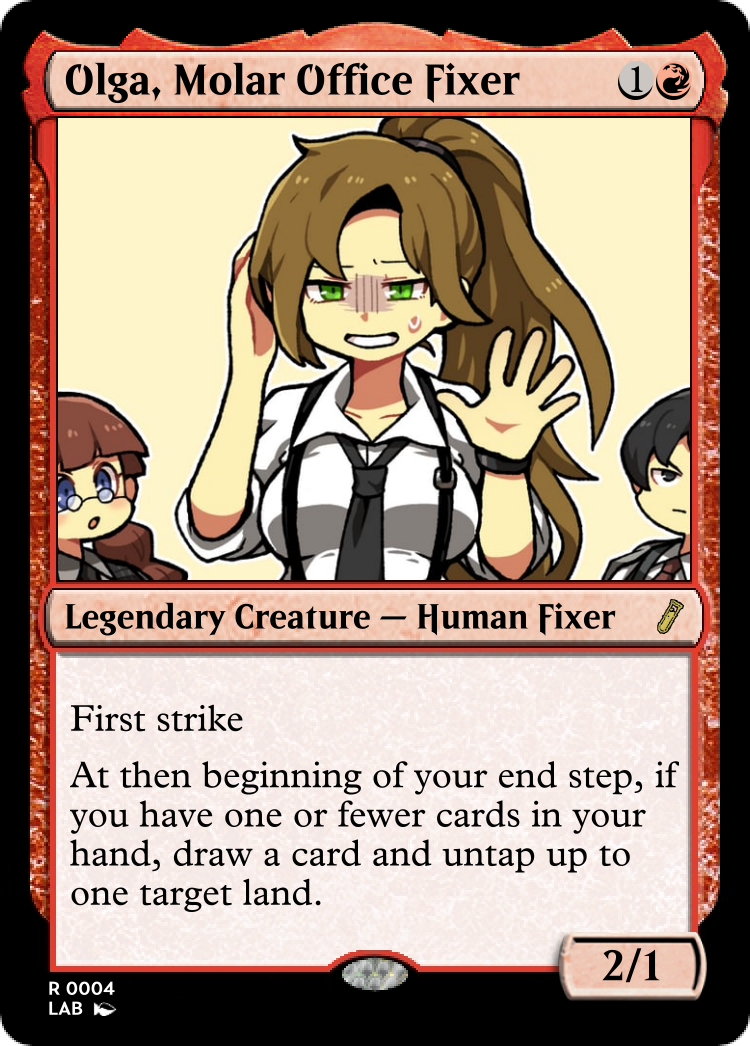 Olga, Molar Office Fixer 1
Legendary Creature — Human Fixer
First strike
At then beginning of your end step, if
you have one or fewer cards in your
hand, draw a card and untap up to
one target land.
2/1
R 0004
LAB